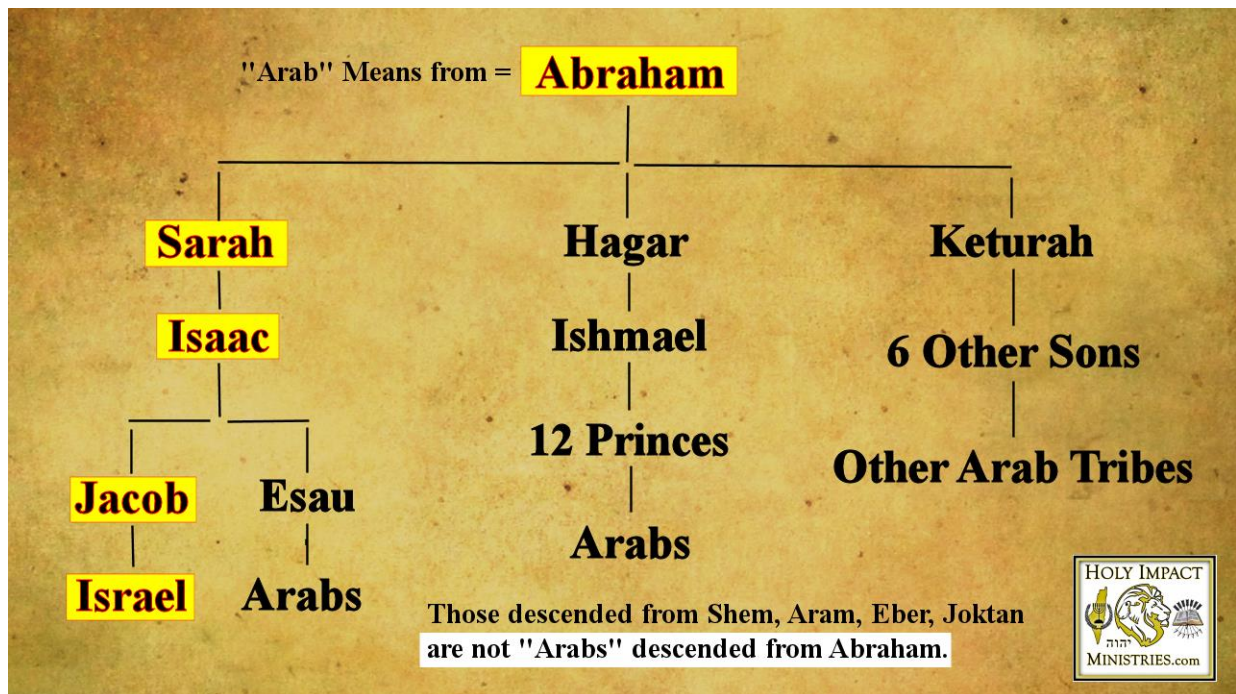 "Arab" Means from = Abraham
Sarah Hagar Keturah
Isaac Ishmael 6 Other Sons
12 Princes
Jacob Esau Other Arab Tribes
Arabs
Israel Arabs
Those descended from Shem, Aram, Eber, Joktan
are not "Arabs" descended from Abraham.
HOLY IMPACT
יהוה
MINISTRIES.com